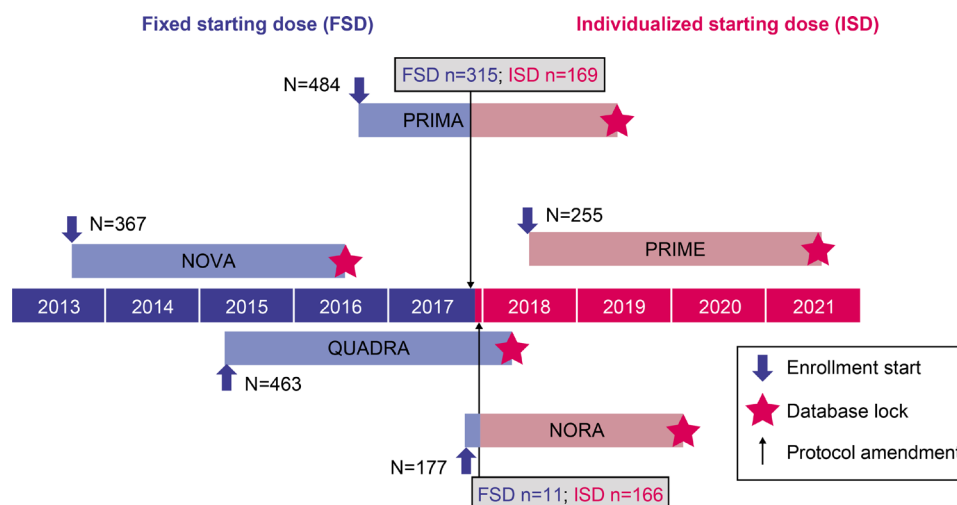 Fixed starting dose (FSD)
Individualized starting dose (ISD)
FSD n=315; ISD n=169
N=484
PRIMA
N=367
N=255
NOVA
PRIME
2013 2014 2015 2016 2017 2018 2019 2020 2021
QUADRA
N=463
Enrollment start
Database lock
Protocol amendment
NORA
N=177
FSD n=11; ISD n=166